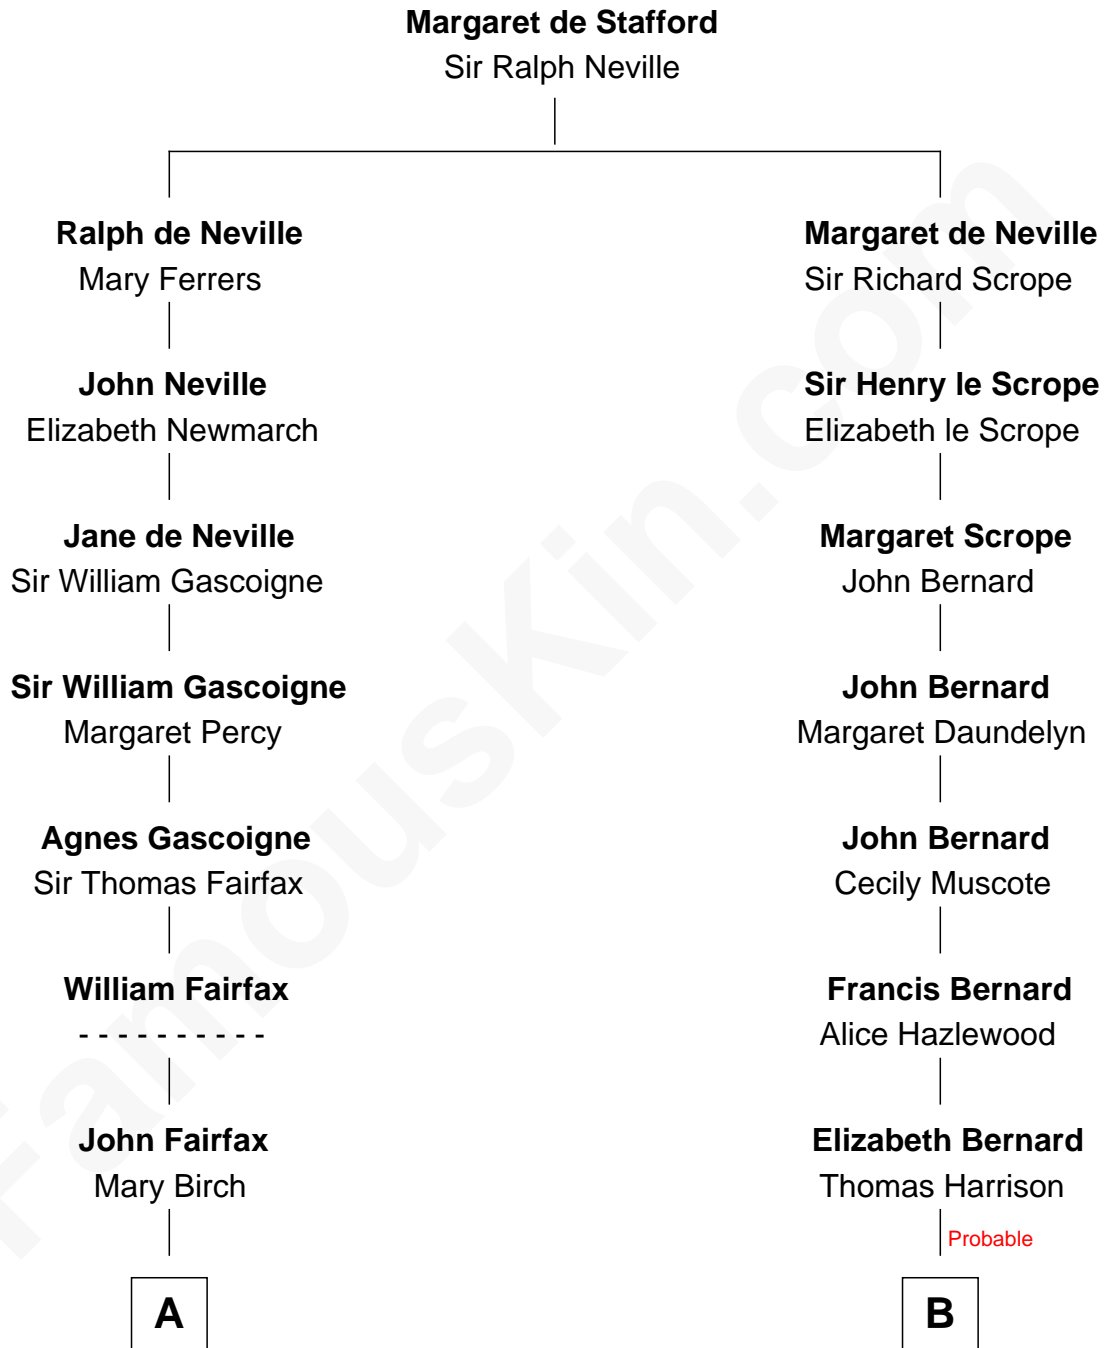 Margaret de Stafford
Sir Ralph Neville
Ralph de Neville
Mary Ferrers
John Neville
Elizabeth Newmarch
Jane de Neville
Sir William Gascoigne
Sir William Gascoigne
Margaret Percy
Agnes Gascoigne
Sir Thomas Fairfax
William Fairfax
- - - - - - - - - -
John Fairfax
Mary Birch
A
Margaret de Neville
Sir Richard Scrope
Sir Henry le Scrope
Elizabeth le Scrope
Margaret Scrope
John Bernard
John Bernard
Margaret Daundelyn
John Bernard
Cecily Muscote
Francis Bernard
Alice Hazlewood
Elizabeth Bernard
Thomas Harrison
Probable
B
FamousKin.com